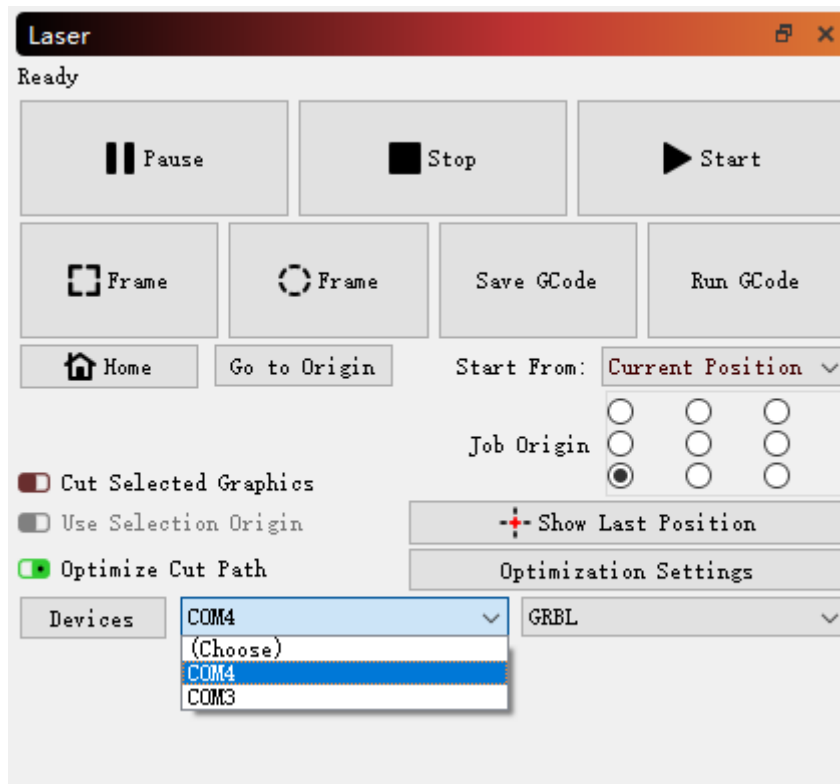 Laser
Ready
Pause Stop Start
Frame Frame Save GCode Run GCode
Home Go to Origin Start From: Current Position
Job Origin
Cut Selected Graphics
Use Selection Origin Show Last Position
Optimize Cut Path Optimization Settings
Devices COM4 GRBL
(Choose)
COM4
COM3